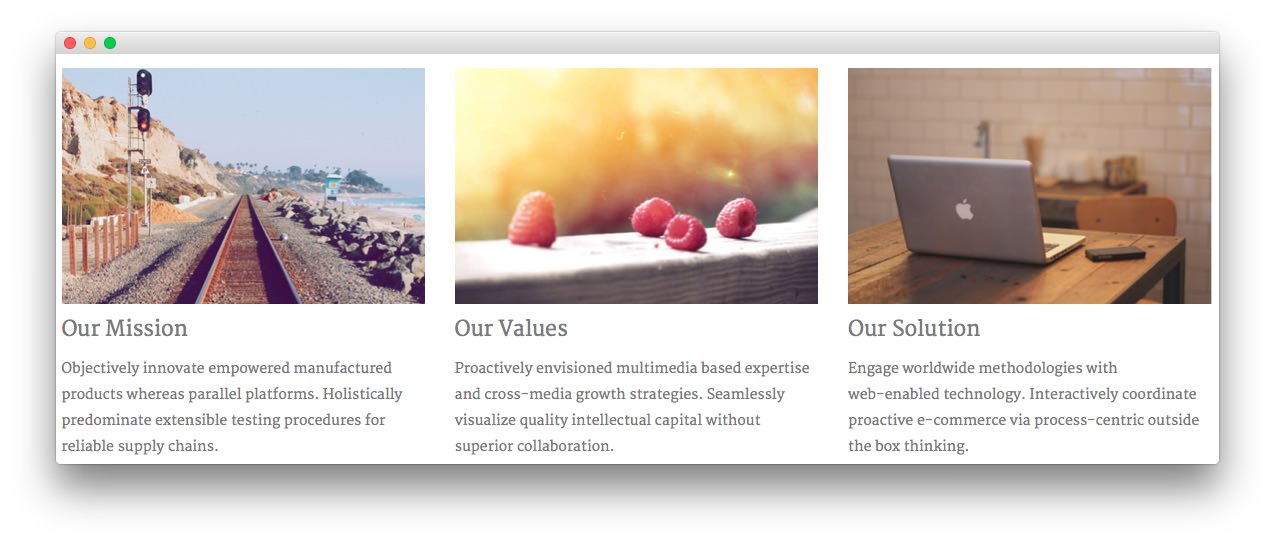 Our Mission
Objectively innovate empowered manufactured
products whereas parallel platforms. Holistically
predominate extensible testing procedures for
reliable supply chains.
Our Values
Proactively envisioned multimedia based expertise
and cross-media growth strategies. Seamlessly
visualize quality intellectual capital without
superior collaboration.
Our Solution
Engage worldwide methodologies with
web-enabled technology. Interactively coordinate
proactive e-commerce via process-centric outside
the box thinking.